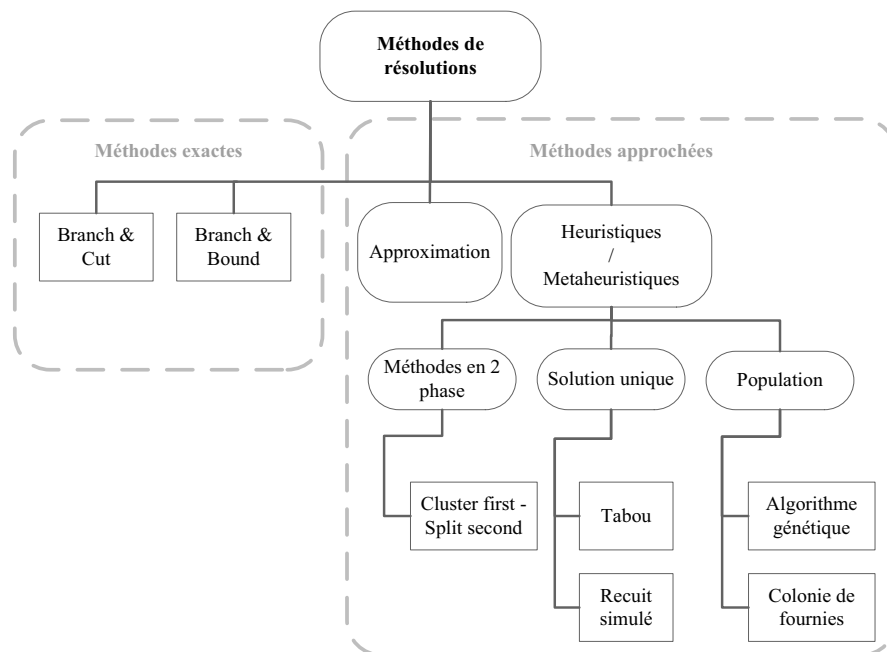 Méthodes de
résolutions
Méthodes exactes
Méthodes approchées
Branch &
Cut
Branch &
Bound
Approximation
Heuristiques
/
Metaheuristiques
Méthodes en 2
phase
Solution unique
Population
Cluster first -
Split second
Tabou
Algorithme
génétique
Recuit
simulé
Colonie de
fournies